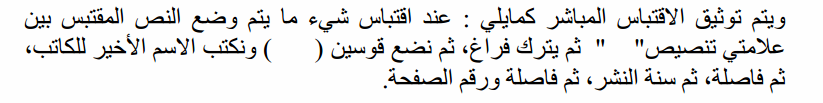 ويتم توثيق الاقتباس المباشر كمايلي : عند اقتباس شيء ما يتم وضع النص المقتبس بين
علامتي تنصيص"    " ثم يترك فراغ، ثم نضع قوسين (      ) ونكتب الاسم الأخير للكاتب،
ثم فاصلة، ثم سنة النشر، ثم فاصلة ورقم الصفحة.